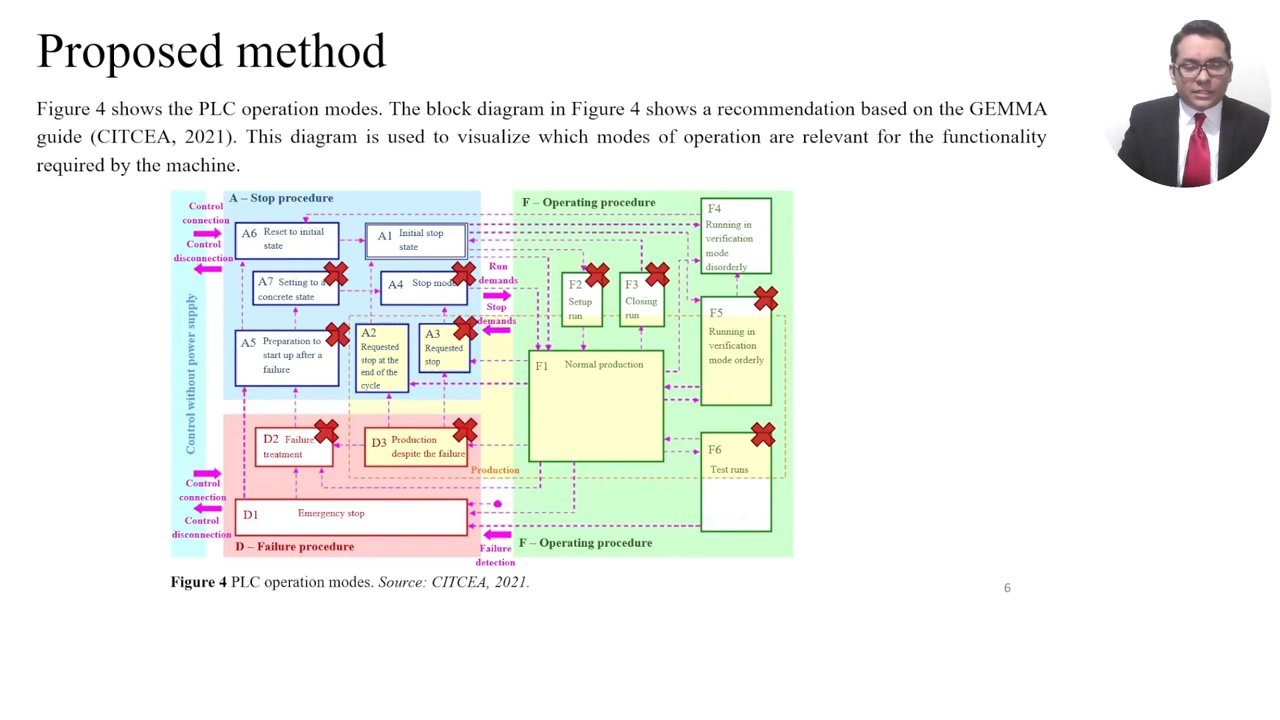 Proposed method
Figure 4 shows the PLC operation modes. The block diagram in Figure 4 shows a recommendation based on the GEMMA
guide (CITCEA, 2021). This diagram is used to visualize which modes of operation are relevant for the functionality
required by the machine.
A – Stop procedure
F – Operating procedure
Control
connection
Control
disconnection
Control without power supply
A6 Reset to initial
state
A1 Initial stop
state
A7 Setting to a
concrete state
A4 Stop mode
A5 Preparation to
start up after a
failure
A2
Requested
stop at the
end of the
cycle
A3
Requested
stop
Run
demands
Stop
demands
F2
Setup
run
F3
Closing
run
F4
Running in
verification
mode
disorderly
F5
Running in
verification
mode orderly
F1 Normal production
F6
Test runs
D2 Failure
treatment
D3 Production
despite the failure
Production
Control
connection
Control
disconnection
D1 Emergency stop
D – Failure procedure
Failure
detection
F – Operating procedure
Figure 4 PLC operation modes. Source: CITCEA, 2021.
6